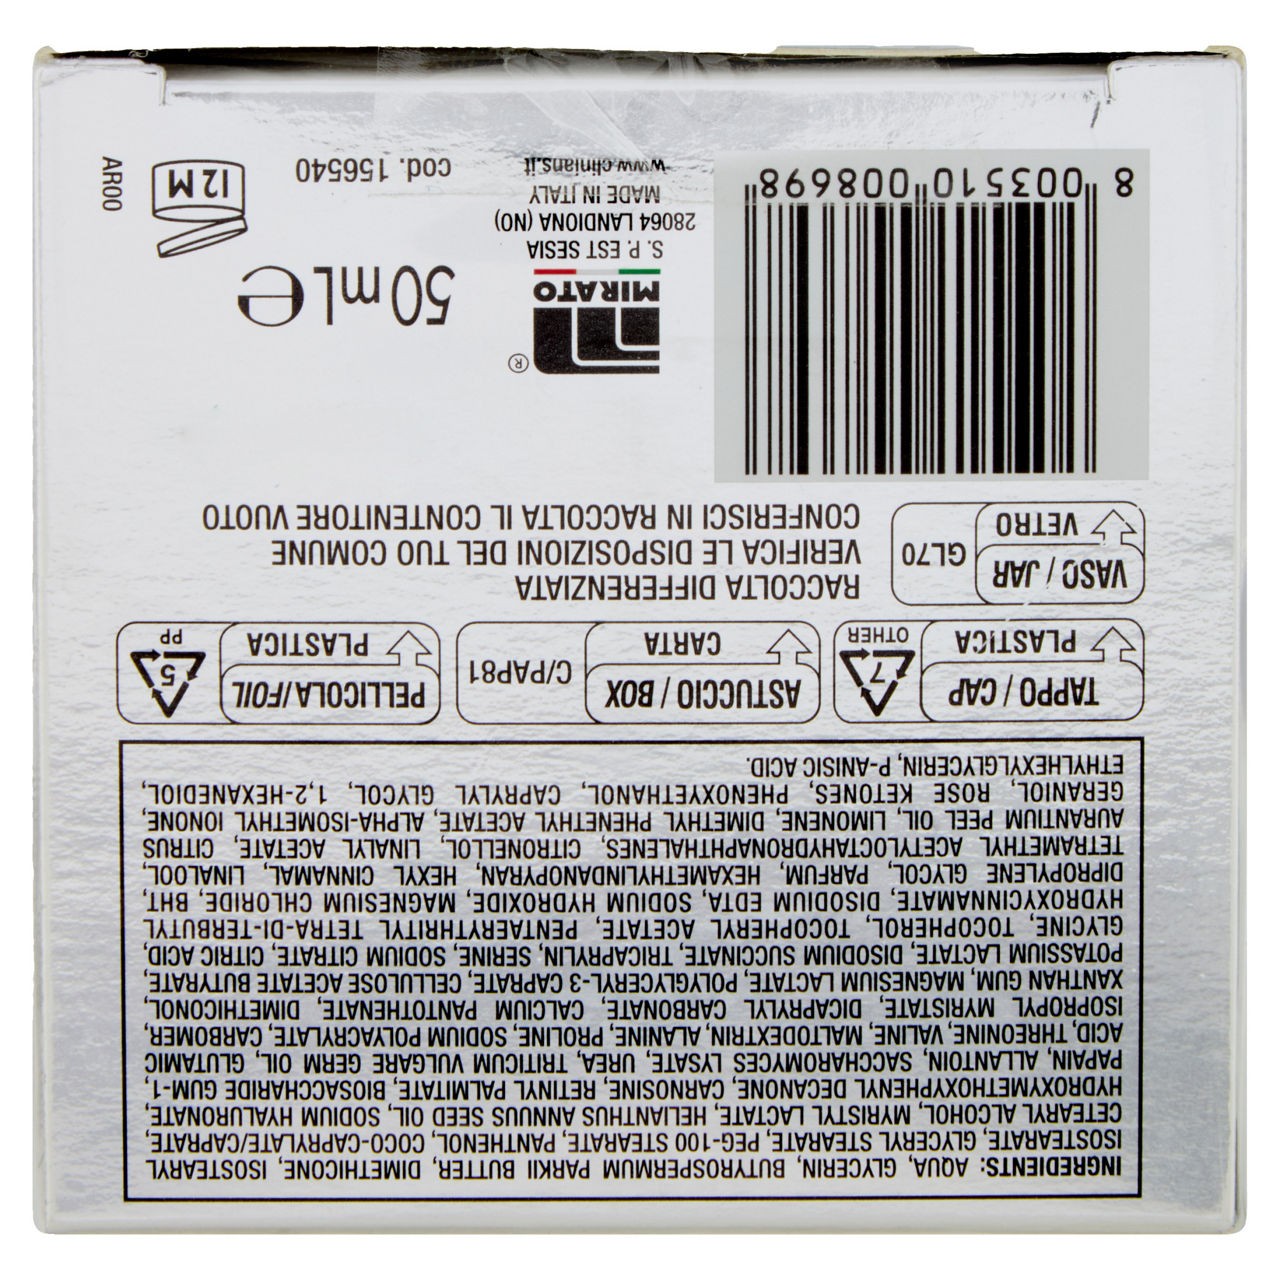 INGREDIENTS: AQUA, GLYCERIN, BUTYROSPERMUM PARKII BUTTER, DIMETHICONE, ISOSTEARYL
ISOSTEARATE, GLYCERYL STEARATE, PEG-100 STEARATE, PANTHENOL, COCO-CAPRYLATE/CAPRATE,
CETEARYL ALCOHOL, MYRISTYL LACTATE, HELIANTHUS ANNUUS SEED OIL, SODIUM HYALURONATE,
HYDROXYMETHOXYPHENYL DECANONE, CARNOSINE, RETINYL PALMITATE, BIOSACCHARIDE GUM-1,
PAPAIN, ALLANTOIN, SACCHAROMYCES LYSATE, UREA, TRITICUM VULGARE GERM OIL, GLUTAMIC
ACID, THREONINE, VALINE, MALTODEXTRIN, ALANINE, PROLINE, SODIUM POLYACRYLATE, CARBOMER,
ISOPROPYL MYRISTATE, DICAPRYLYL CARBONATE, CALCIUM PANTOTHENATE, DIMETHICONOL,
XANTHAN GUM, MAGNESIUM LACTATE, POLYGLYCERYL-3 CAPRATE, CELLULOSE ACETATE BUTYRATE,
POTASSIUM LACTATE, DISODIUM SUCCINATE, TRICAPRYLIN, SERINE, SODIUM CITRATE, CITRIC ACID,
GLYCINE, TOCOPHEROL, TOCOPHERYL ACETATE, PENTAERYTHRITYL TETRA-DI-TERBUTYL
HYDROXYCINNAMATE, DISODIUM EDTA, SODIUM HYDROXIDE, MAGNESIUM CHLORIDE, BHT,
DIPROPYLENE GLYCOL, PARFUM, HEXAMETHYLINDANOPYRAN, HEXYL CINNAMAL, LINALOOL,
TETRAMETHYL ACETYLOCTAHYDRONAPHTHALENES, CITRONELLOL, LINALYL ACETATE, CITRUS
AURANTIUM PEEL OIL, LIMONENE, DIMETHYL PHENETHYL ACETATE, ALPHA-ISOMETHYL IONONE,
GERANIOL, ROSE KETONES, PHENOXYETHANOL, CAPRYLYL GLYCOL, 1,2-HEXANEDIOL,
ETHYLHEXYLGLYCERIN, P-ANISIC ACID.
TAPPO / CAP
PLASTICA
7
OTHER
ASTUCCIO / BOX
CARTA
C/PAP81
PELLICOLA/FOIL
PLASTICA
5
PP
VASO / JAR
VETRO
GL70
RACCOLTA DIFFERENZIATA
VERIFICA LE DISPOSIZIONI DEL TUO COMUNE
CONFERISCI IN RACCOLTA IL CONTENITORE VUOTO
8 003510 008698
®
MIRATO
S. P. EST SESIA
28064 LANDIONA (NO)
MADE IN ITALY
www.clinians.it
50 mL e
12M
cod. 156540
AR00